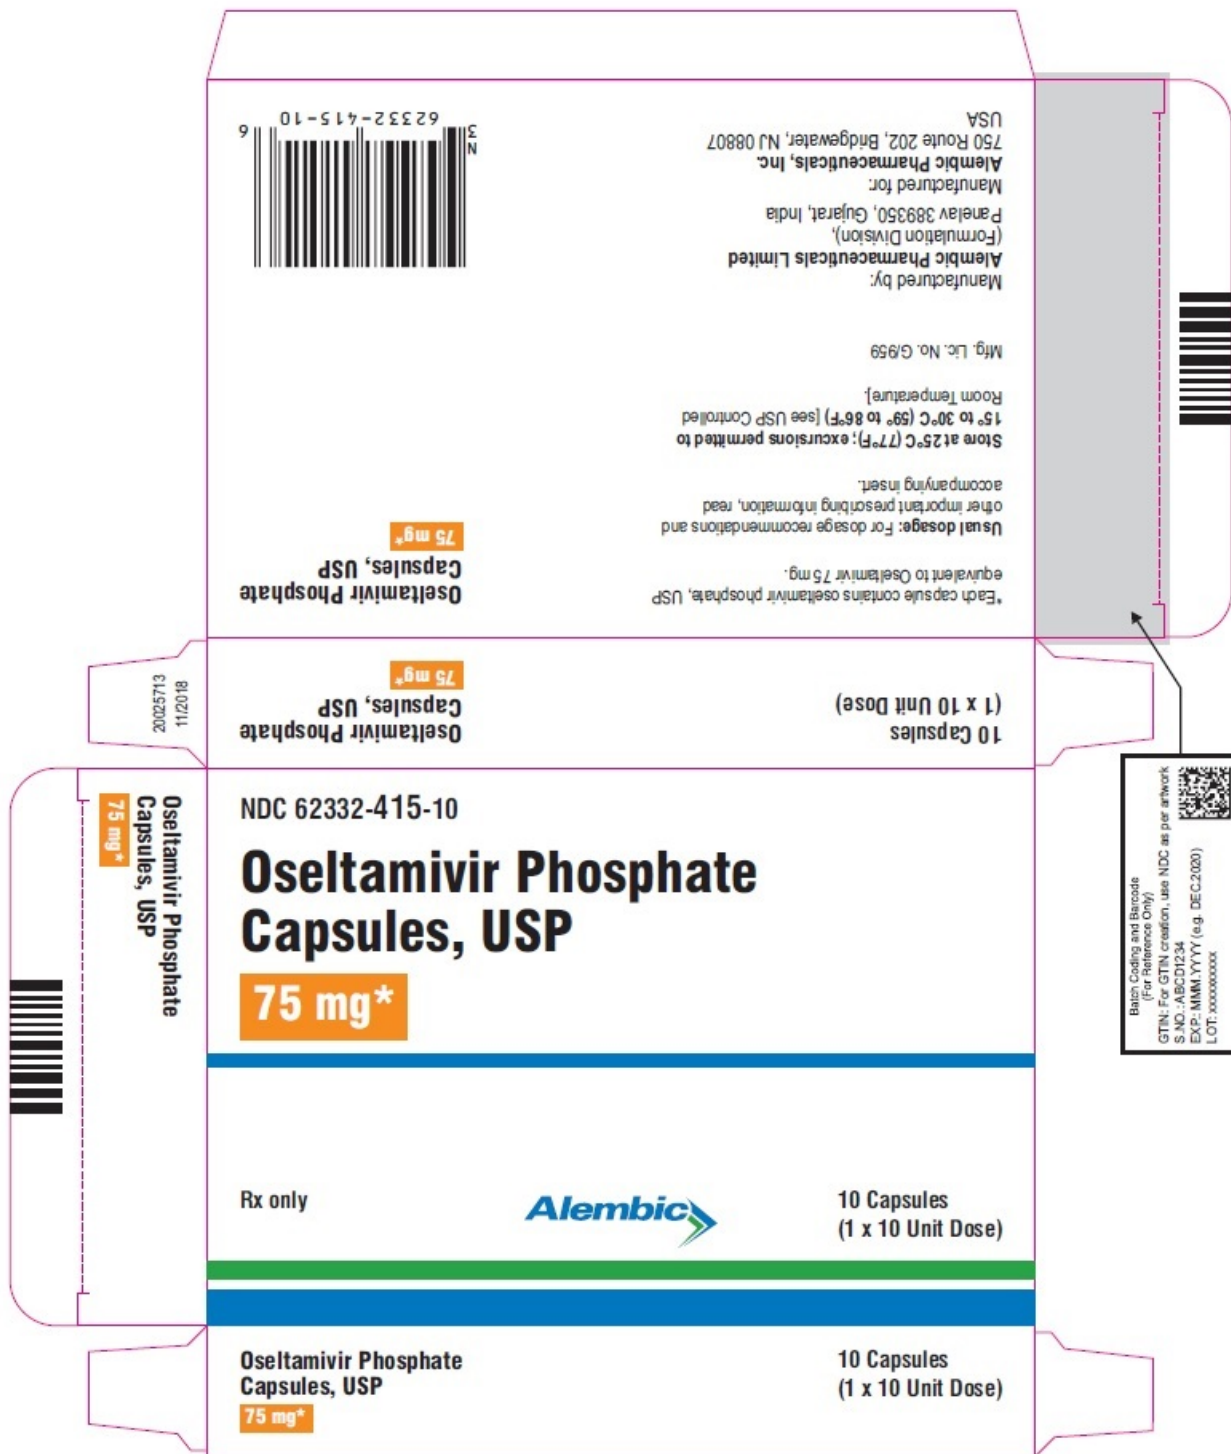 USA
750 Route 202, Bridgewater, NJ 08807
Alembic Pharmaceuticals, Inc.
Manufactured for:
Panelav 389350, Gujarat, India
(Formulation Division),
Alembic Pharmaceuticals Limited
Manufactured by:
Mfg. Lic. No. G/959
Room Temperature].
15° to 30°C (59° to 86°F) [see USP Controlled
Store at 25°C (77°F); excursions permitted to
accompanying insert.
other important prescribing information, read
Usual dosage: For dosage recommendations and
equivalent to Oseltamivir 75 mg.
*Each capsule contains oseltamivir phosphate, USP
N
3 62332-415-10 6
Oseltamivir Phosphate
Capsules, USP
75 mg*
Oseltamivir Phosphate
Capsules, USP
75 mg*
10 Capsules
(1 x 10 Unit Dose)
20025713
11/2018
Oseltamivir Phosphate
Capsules, USP
75 mg*
NDC 62332-415-10
Oseltamivir Phosphate
Capsules, USP
75 mg*
Rx only
Alembic
10 Capsules
(1 x 10 Unit Dose)
Oseltamivir Phosphate
Capsules, USP
75 mg*
10 Capsules
(1 x 10 Unit Dose)
Batch Coding and Barcode
(For Reference Only)
GTIN: For GTIN creation, use NDC as per artwork
S.NO.: ABCD1234
EXP.: MMM.YYYY (e.g. DEC.2020)
LOT: xxxxxxxxxx